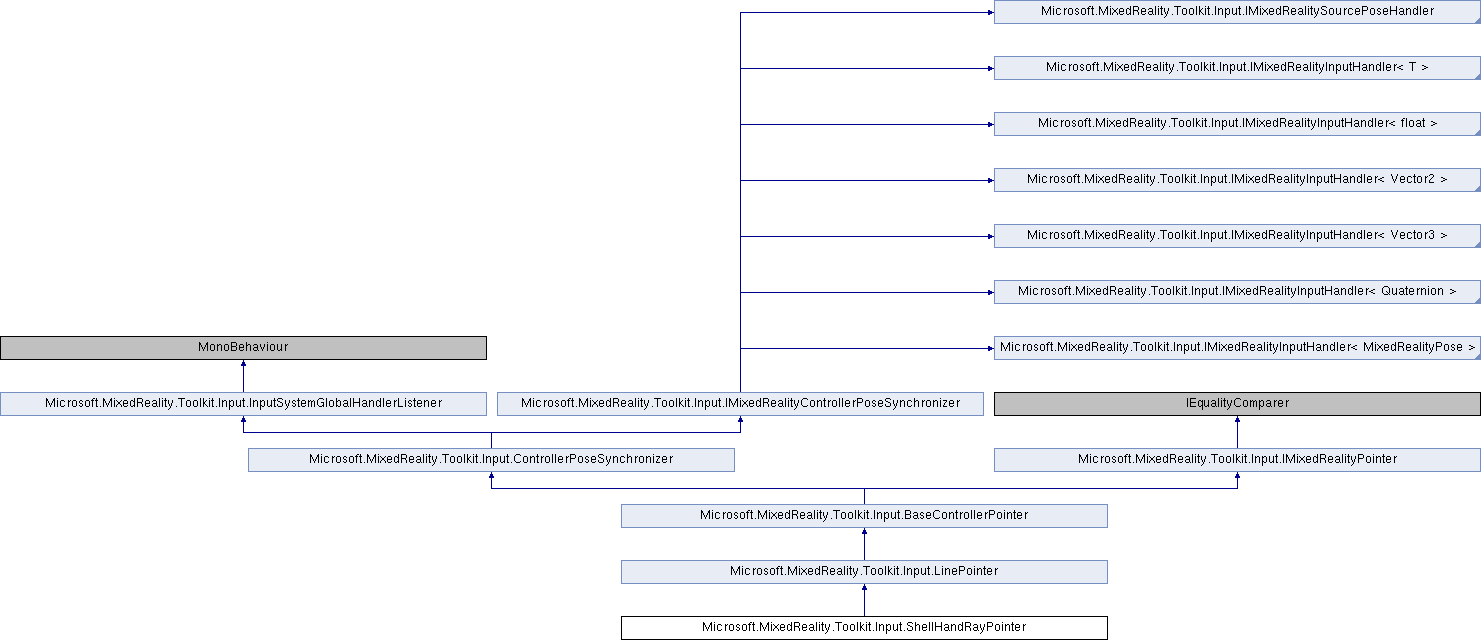 Microsoft.MixedReality.Toolkit.Input.IMixedRealitySourcePoseHandler
Microsoft.MixedReality.Toolkit.Input.IMixedRealityInputHandler< T >
Microsoft.MixedReality.Toolkit.Input.IMixedRealityInputHandler< float >
Microsoft.MixedReality.Toolkit.Input.IMixedRealityInputHandler< Vector2 >
Microsoft.MixedReality.Toolkit.Input.IMixedRealityInputHandler< Vector3 >
Microsoft.MixedReality.Toolkit.Input.IMixedRealityInputHandler< Quaternion >
MonoBehaviour
Microsoft.MixedReality.Toolkit.Input.IMixedRealityInputHandler< MixedRealityPose >
Microsoft.MixedReality.Toolkit.Input.InputSystemGlobalHandlerListener
Microsoft.MixedReality.Toolkit.Input.IMixedRealityControllerPoseSynchronizer
IEqualityComparer
Microsoft.MixedReality.Toolkit.Input.ControllerPoseSynchronizer
Microsoft.MixedReality.Toolkit.Input.IMixedRealityPointer
Microsoft.MixedReality.Toolkit.Input.BaseControllerPointer
Microsoft.MixedReality.Toolkit.Input.LinePointer
Microsoft.MixedReality.Toolkit.Input.ShellHandRayPointer